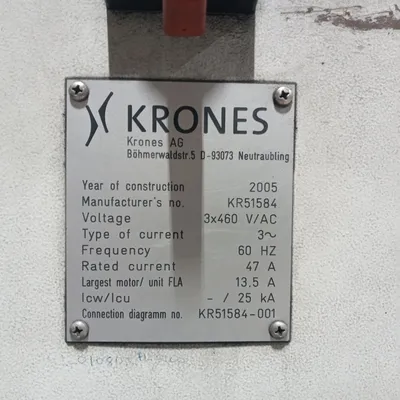 KRONES
Krones AG
Böhmerwaldstr.5 D-93073 Neutraubling
Year of construction 2005
Manufacturer's no. KR51584
Voltage 3x460 V/AC
Type of current 3~
Frequency 60 HZ
Rated current 47 A
Largest motor/ unit FLA 13,5 A
Icw/Icu - / 25 kA
Connection diagramm no. KR51584-001